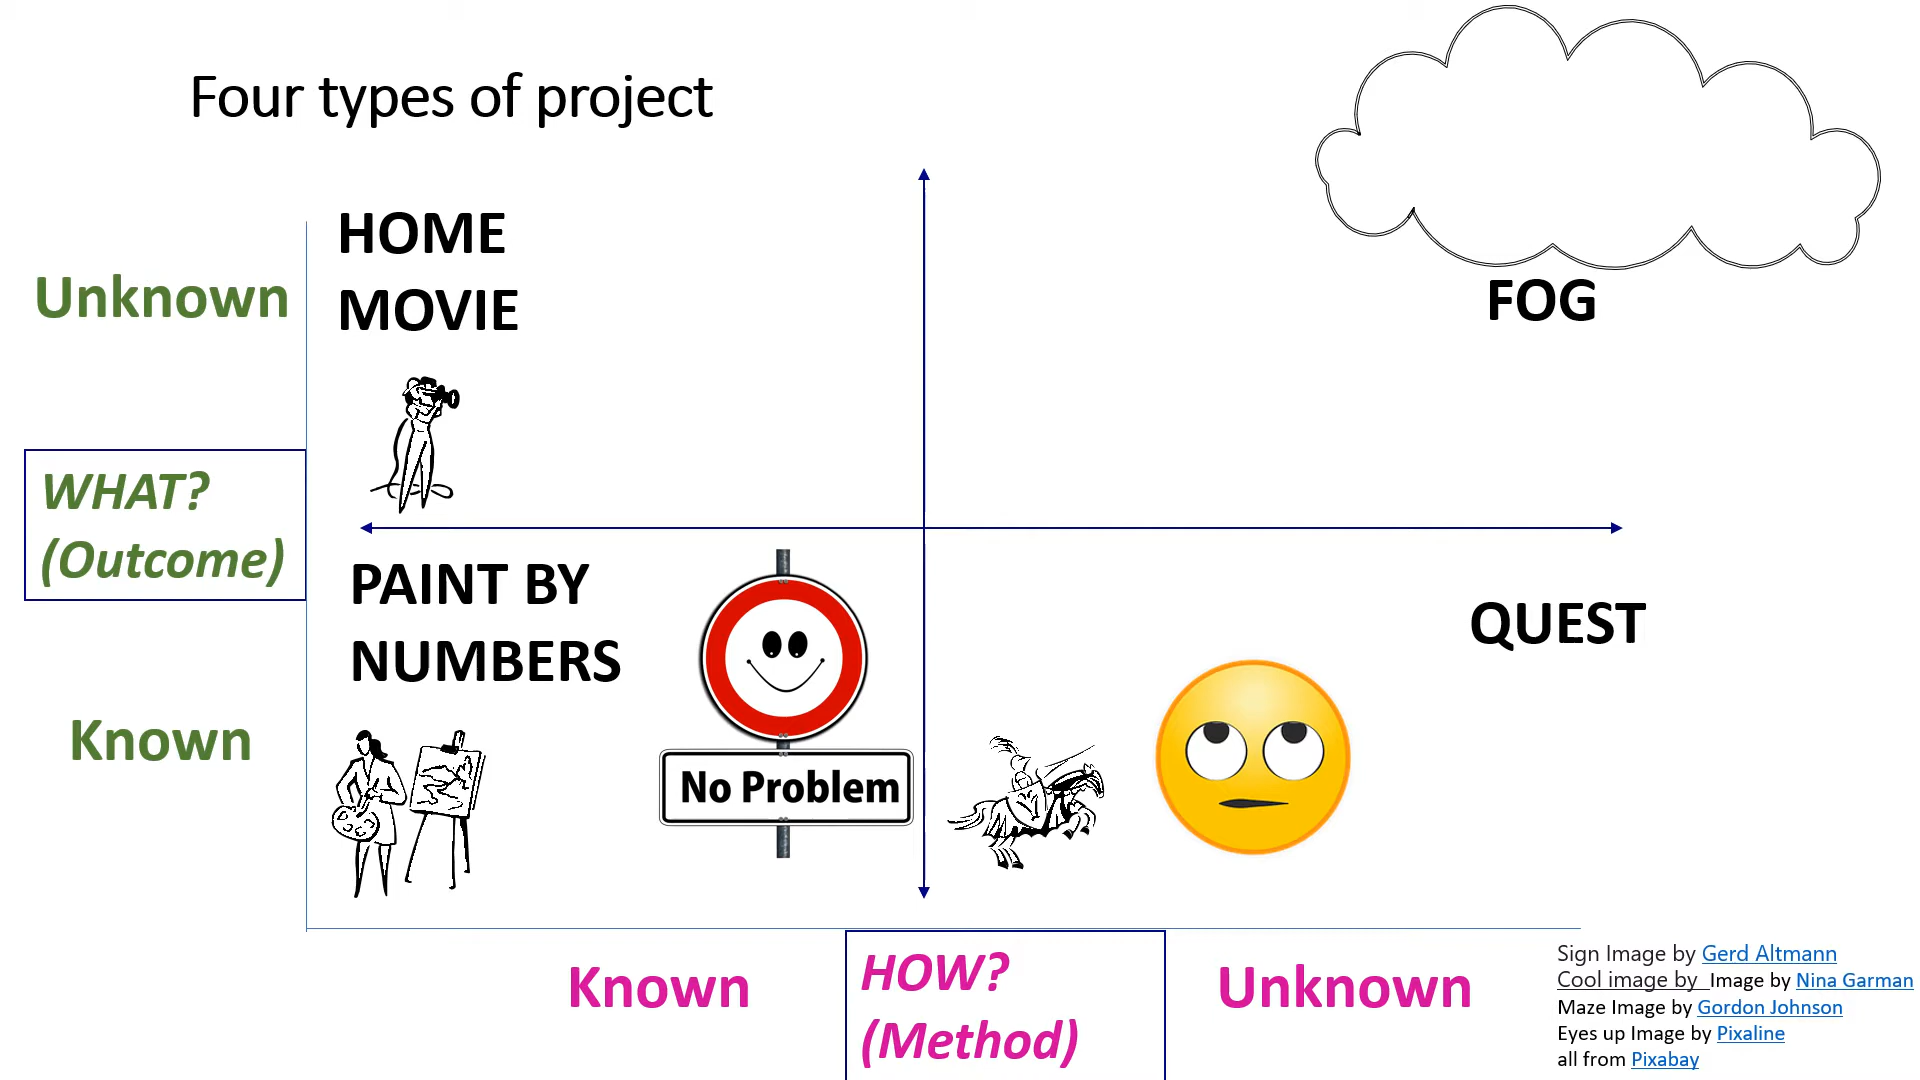 Four types of project
HOME
MOVIE
Unknown
FOG
WHAT?
(Outcome)
PAINT BY
NUMBERS
QUEST
Known
No Problem
Known
HOW?
(Method)
Unknown
Sign Image by Gerd Altmann
Cool image by Image by Nina Garman
Maze Image by Gordon Johnson
Eyes up Image by Pixaline
all from Pixabay